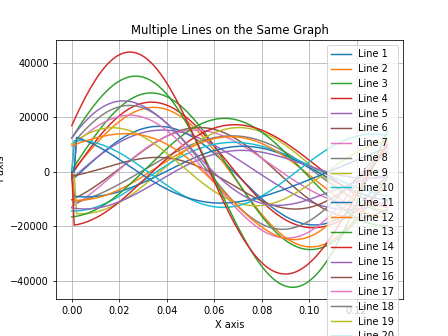 Multiple Lines on the Same Graph
40000
20000
0
−20000
−40000
0.00
0.02
0.04
0.06
0.08
0.10
X axis
Line 1
Line 2
Line 3
Line 4
Line 5
Line 6
Line 7
Line 8
Line 9
Line 10
Line 11
Line 12
Line 13
Line 14
Line 15
Line 16
Line 17
Line 18
Line 19
Line 20